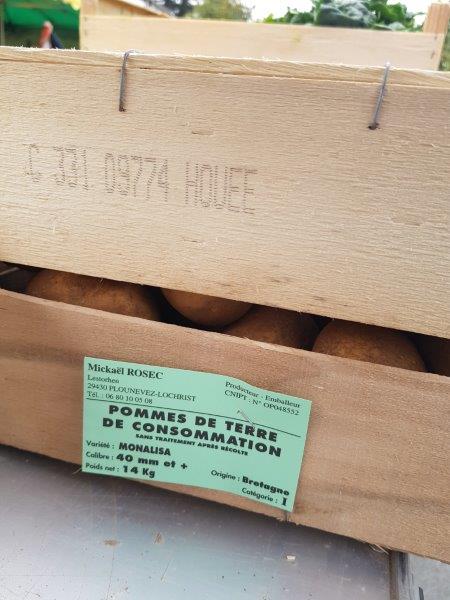 C 331 09774 HOUEE
Mickaël ROSEC
Lestorhen
29430 PLOUNEVEZ-LOCHRIST
Tél. : 06 80 10 05 08
Producteur - Emballeur
CNIPT : N° OP048552
POMMES DE TERRE
DE CONSOMMATION
SANS TRAITEMENT APRÈS RÉCOLTE
Variété : MONALISA
Calibre : 40 mm et +
Poids net : 14 Kg
Origine : Bretagne
Catégorie : I